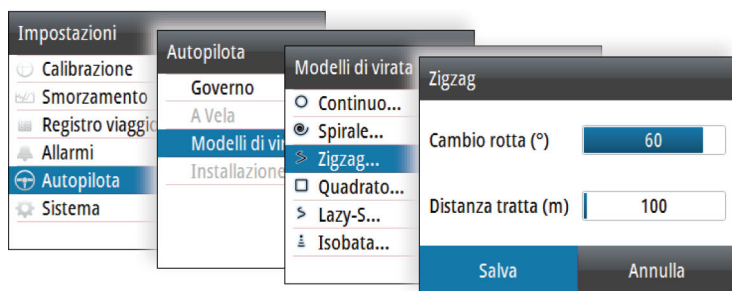 Impostazioni
Calibrazione
Smorzamento
Registro viaggio
Allarmi
Autopilota
Sistema
Autopilota
Governo
A Vela
Modelli di vir
Installazione
Modelli di virata
Continuo...
Spirale...
Zigzag...
Quadrato...
Lazy-S...
Isobata...
Zigzag
Cambio rotta (°) 60
Distanza tratta (m) 100
Salva Annulla